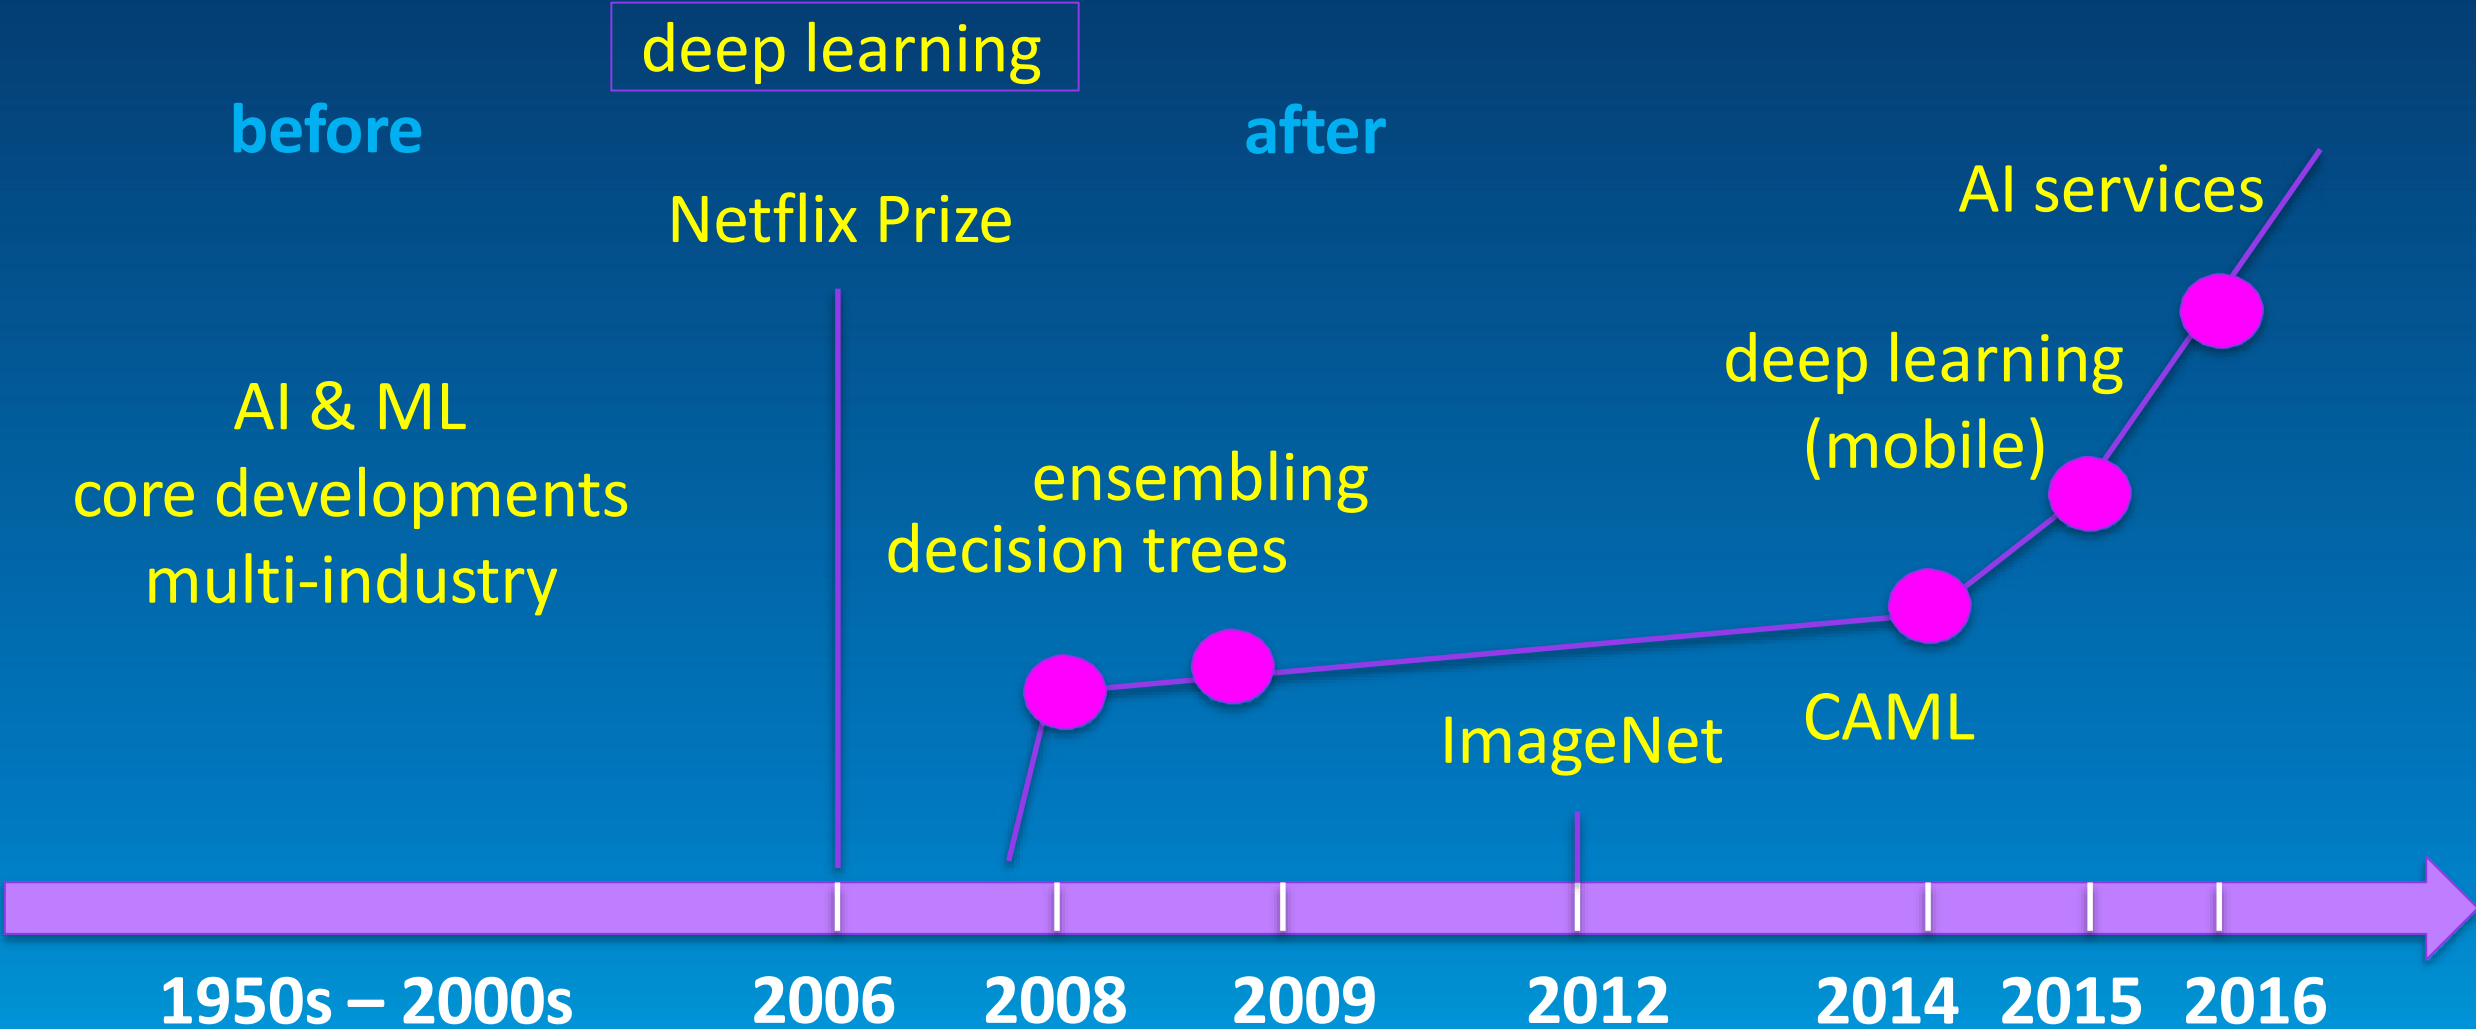 deep learning
before
after
Netflix Prize
AI services
deep learning
(mobile)
AI & ML
core developments
multi-industry
ensembling
decision trees
ImageNet
CAML
1950s – 2000s
2006
2008
2009
2012
2014
2015
2016